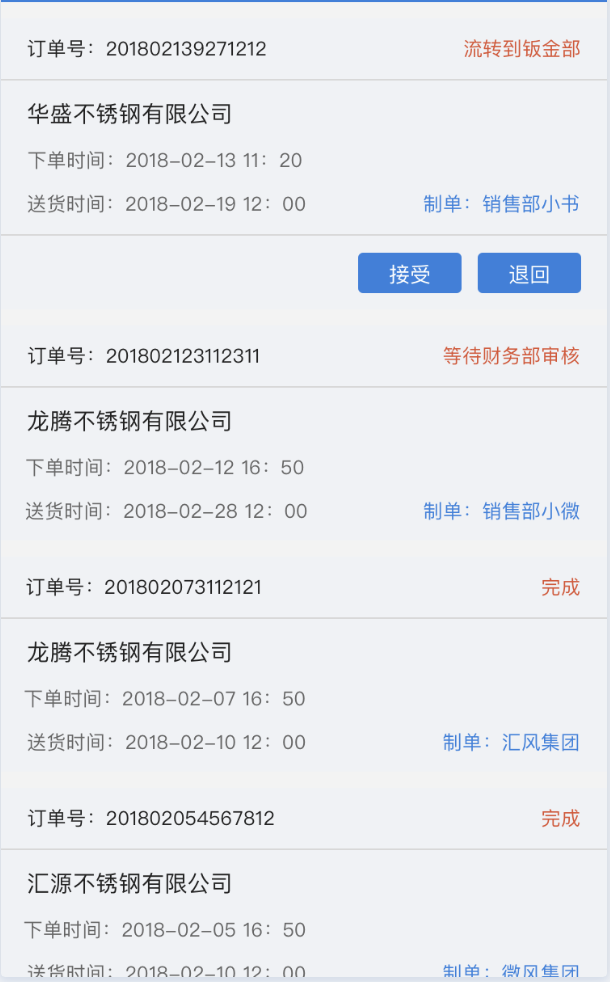 订单号：201802139271212 流转到钣金部
华盛不锈钢有限公司
下单时间：2018-02-13 11：20
送货时间：2018-02-19 12：00 制单：销售部小书
接受 退回
订单号：201802123112311 等待财务部审核
龙腾不锈钢有限公司
下单时间：2018-02-12 16：50
送货时间：2018-02-28 12：00 制单：销售部小微
订单号：201802073112121 完成
龙腾不锈钢有限公司
下单时间：2018-02-07 16：50
送货时间：2018-02-10 12：00 制单：汇风集团
订单号：201802054567812 完成
汇源不锈钢有限公司
下单时间：2018-02-05 16：50
送货时间：2018-02-10 12：00 制单：微风集团